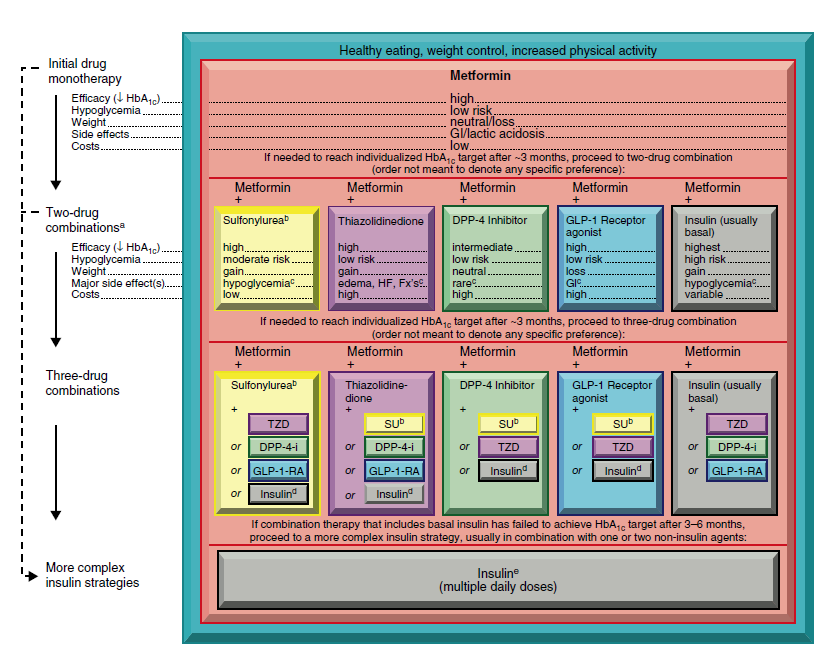 Healthy eating, weight control, increased physical activity
Initial drug
monotherapy
Metformin
Efficacy (↓ HbA1c) high
Hypoglycemia low risk
Weight neutral/loss
Side effects GI/lactic acidosis
Costs low
If needed to reach individualized HbA1c target after ~3 months, proceed to two-drug combination
(order not meant to denote any specific preference):
Two-drug
combinationsa
Efficacy (↓ HbA1c)
Hypoglycemia
Weight
Major side effect(s)
Costs
Metformin
+
Sulfonylureab
high
moderate risk
gain
hypoglycemiac
low
Metformin
+
Thiazolidinedione
high
low risk
gain
edema, HF, Fx'sc
high
Metformin
+
DPP-4 Inhibitor
intermediate
low risk
neutral
rarec
high
Metformin
+
GLP-1 Receptor
agonist
high
low risk
loss
GIc
high
Metformin
+
Insulin (usually
basal)
highest
high risk
gain
hypoglycemiac
variable
If needed to reach individualized HbA1c target after ~3 months, proceed to three-drug combination
(order not meant to denote any specific preference):
Three-drug
combinations
Metformin
+
Sulfonylureab
+
TZD
or DPP-4-i
or GLP-1-RA
or Insulind
Metformin
+
Thiazolidine-
dione
+
SUb
or DPP-4-i
or GLP-1-RA
or Insulind
Metformin
+
DPP-4 Inhibitor
+
SUb
or TZD
or Insulind
Metformin
+
GLP-1 Receptor
agonist
+
SUb
or TZD
or Insulind
Metformin
+
Insulin (usually
basal)
+
TZD
or DPP-4-i
or GLP-1-RA
If combination therapy that includes basal insulin has failed to achieve HbA1c target after 3–6 months,
proceed to a more complex insulin strategy, usually in combination with one or two non-insulin agents:
More complex
insulin strategies
Insuline
(multiple daily doses)